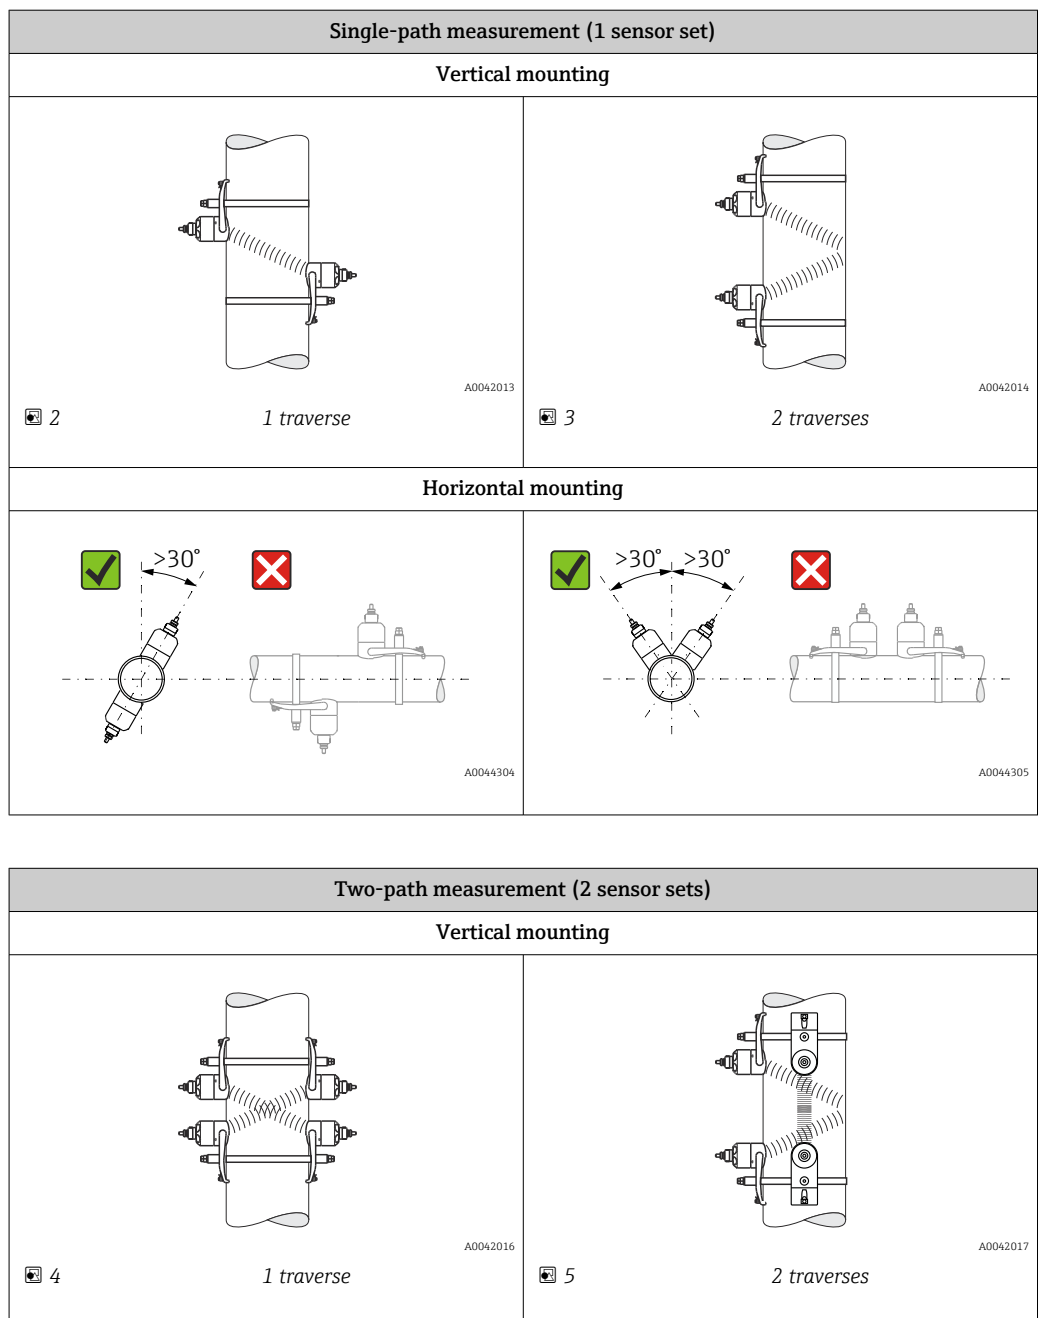 Single-path measurement (1 sensor set)
Vertical mounting
A0042013
A0042014
2 1 traverse
3 2 traverses
Horizontal mounting
>30°
>30° >30°
A0044304
A0044305
Two-path measurement (2 sensor sets)
Vertical mounting
A0042016
A0042017
4 1 traverse
5 2 traverses